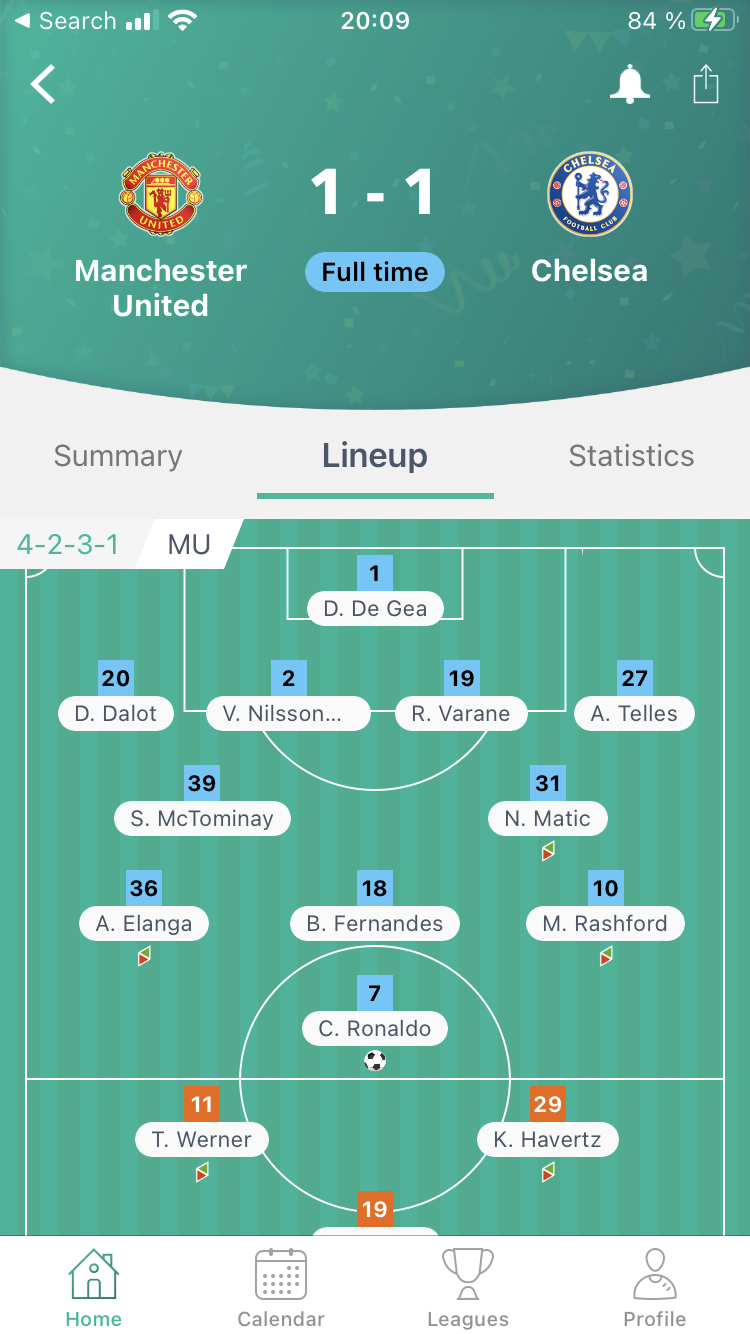 Search
20:09
84 %
MANCHESTER
UNITED
1 - 1
CHELSEA
FOOTBALL CLUB
Manchester
United
Full time
Chelsea
Summary
Lineup
Statistics
4-2-3-1
MU
1
D. De Gea
20
2
19
27
D. Dalot
V. Nilsson...
R. Varane
A. Telles
39
31
S. McTominay
N. Matic
36
18
10
A. Elanga
B. Fernandes
M. Rashford
7
C. Ronaldo
11
29
T. Werner
K. Havertz
19
Home
Calendar
Leagues
Profile